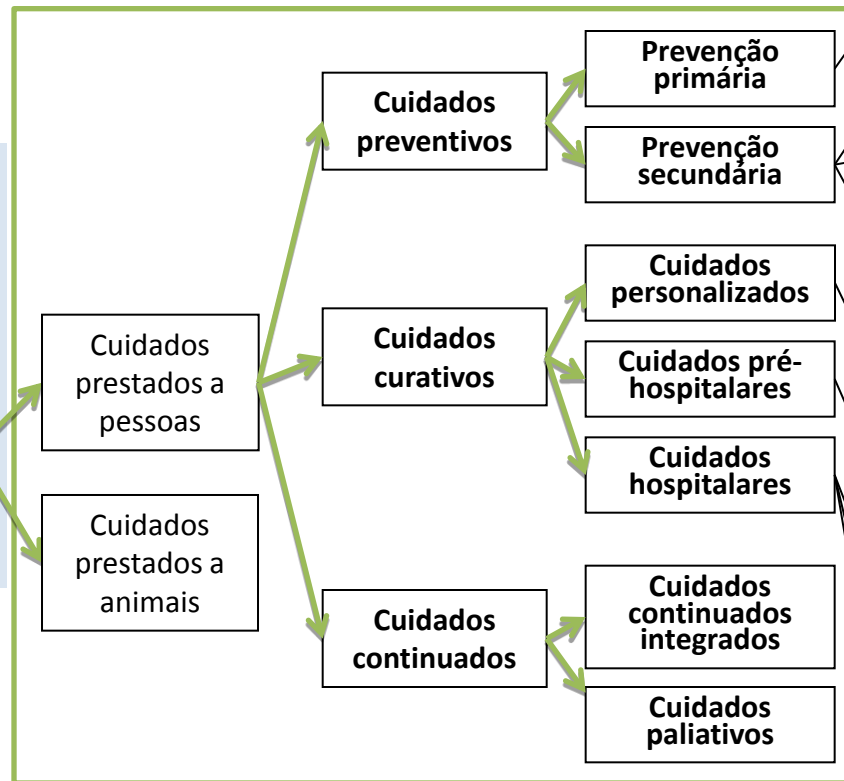 Cuidados
prestados a
pessoas
Cuidados
prestados a
animais
Cuidados
preventivos
Cuidados
curativos
Cuidados
continuados
Prevenção
primária
Prevenção
secundária
Cuidados
personalizados
Cuidados pré-
hospitalares
Cuidados
hospitalares
Cuidados
continuados
integrados
Cuidados
paliativos